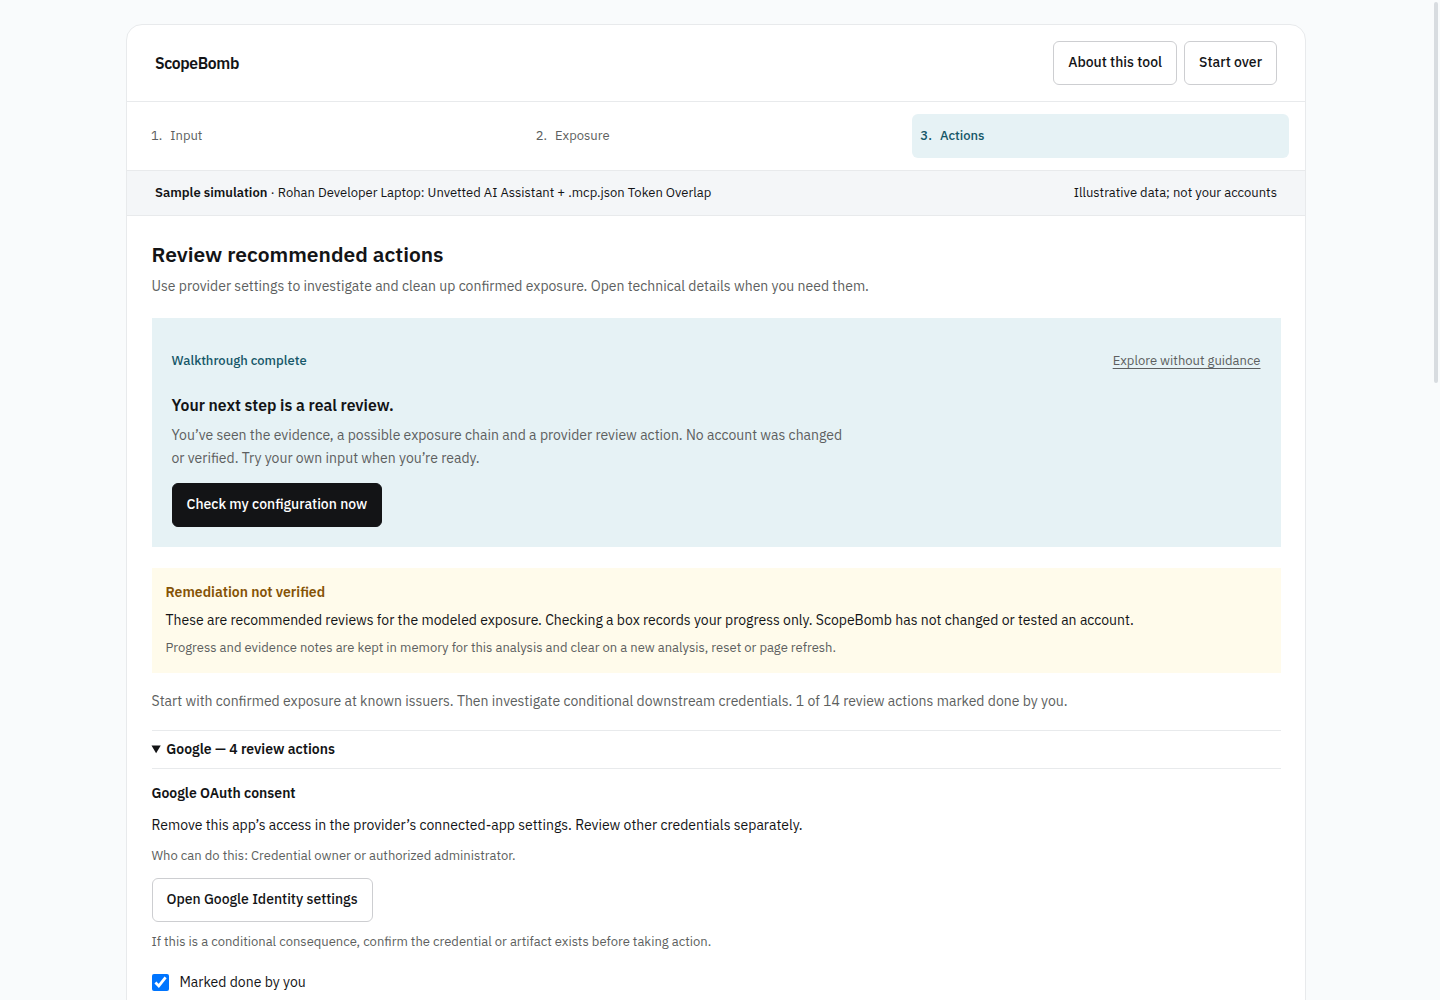 ScopeBomb
About this tool
Start over
1. Input
2. Exposure
3. Actions
Sample simulation · Rohan Developer Laptop: Unvetted AI Assistant + .mcp.json Token Overlap
Illustrative data; not your accounts
Review recommended actions
Use provider settings to investigate and clean up confirmed exposure. Open technical details when you need them.
Walkthrough complete
Explore without guidance
Your next step is a real review.
You’ve seen the evidence, a possible exposure chain and a provider review action. No account was changed
or verified. Try your own input when you’re ready.
Check my configuration now
Remediation not verified
These are recommended reviews for the modeled exposure. Checking a box records your progress only. ScopeBomb has not changed or tested an account.
Progress and evidence notes are kept in memory for this analysis and clear on a new analysis, reset or page refresh.
Start with confirmed exposure at known issuers. Then investigate conditional downstream credentials. 1 of 14 review actions marked done by you.
Google — 4 review actions
Google OAuth consent
Remove this app’s access in the provider’s connected-app settings. Review other credentials separately.
Who can do this: Credential owner or authorized administrator.
Open Google Identity settings
If this is a conditional consequence, confirm the credential or artifact exists before taking action.
Marked done by you